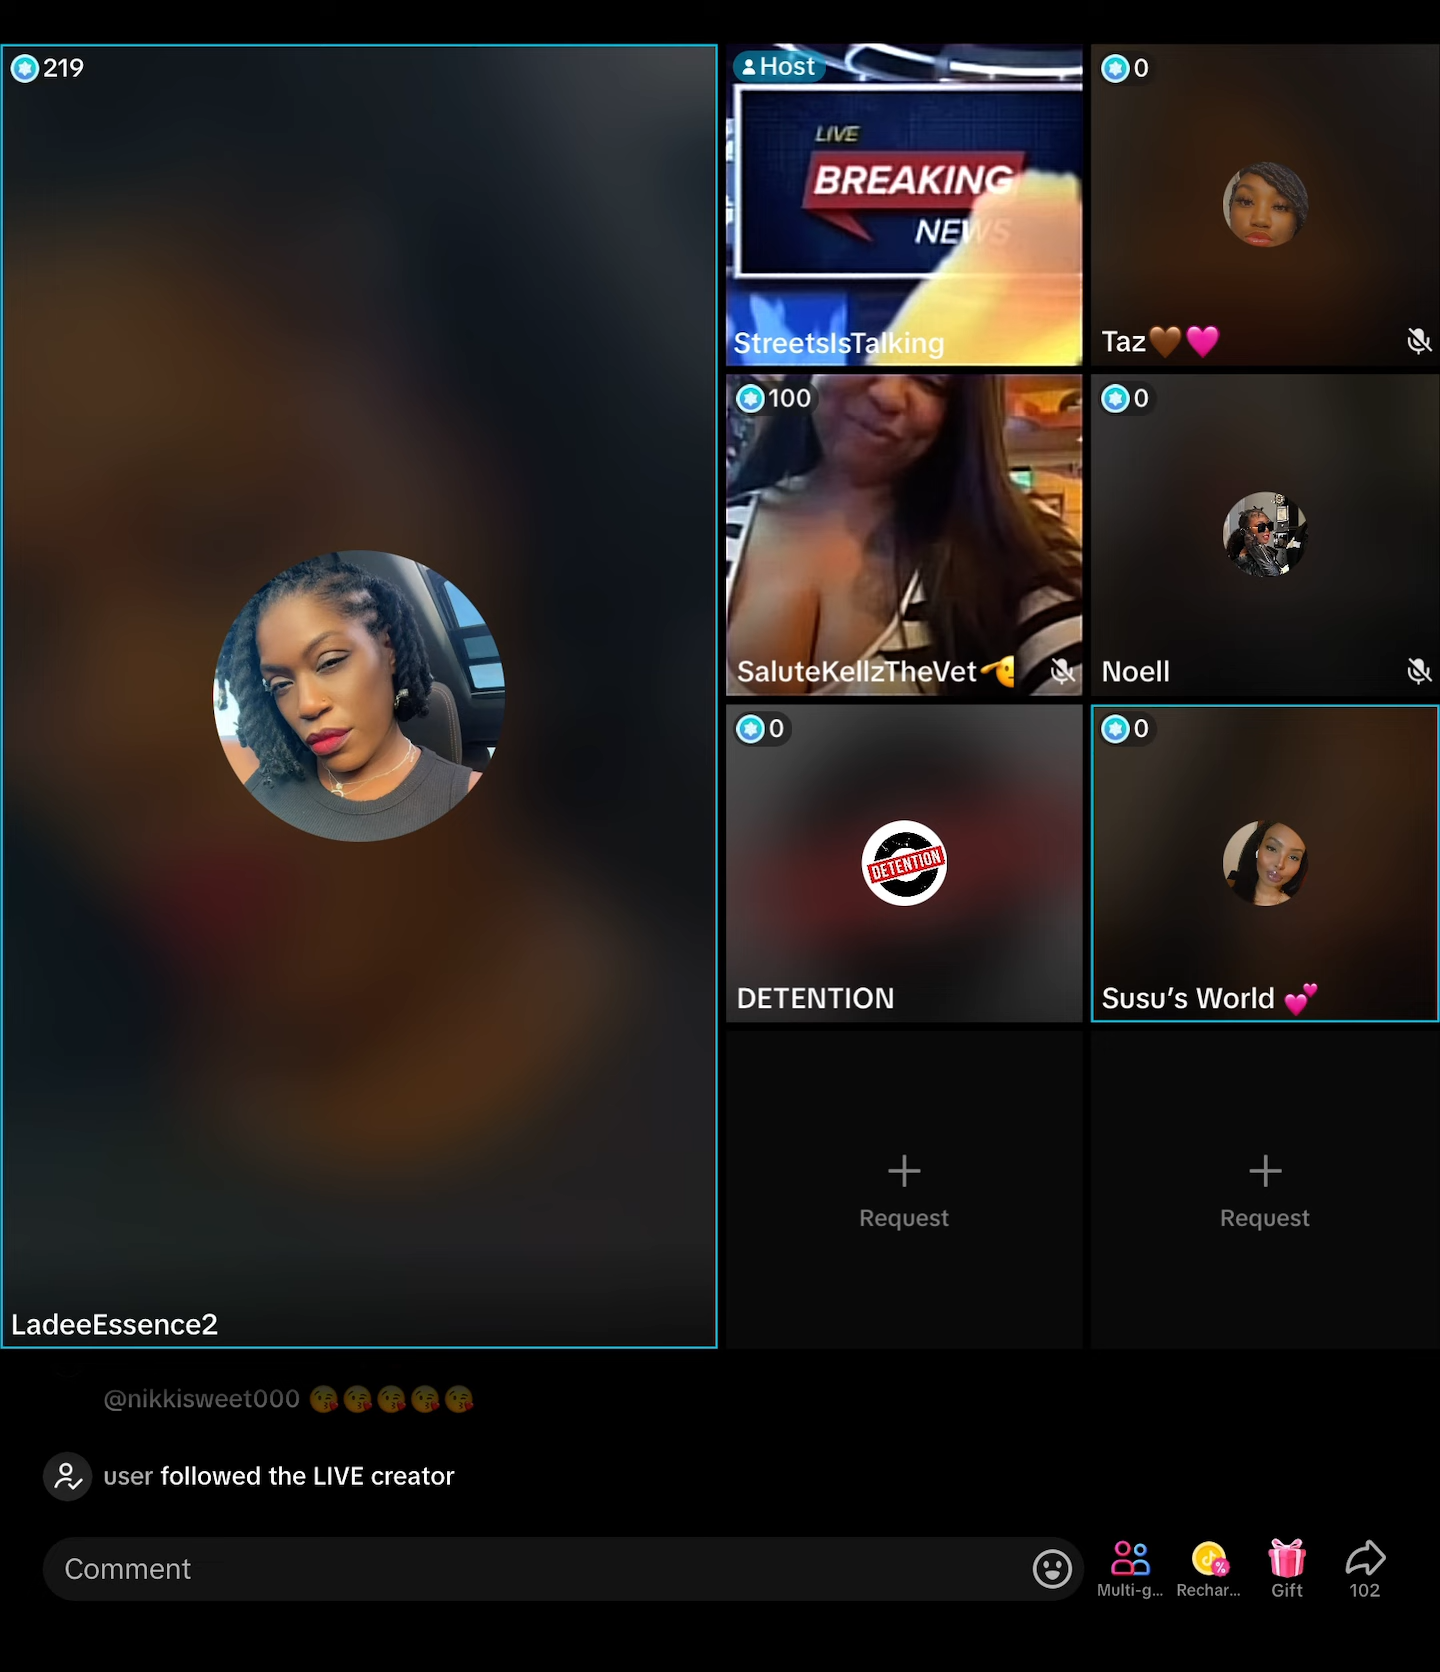 219
Host
LIVE
BREAKING
NEWS
StreetsIsTalking
0
Taz🤎🩷
100
SaluteKellzTheVet🫡
0
Noell
0
DETENTION
DETENTION
0
Susu's World 💕
Request
Request
LadeeEssence2
@nikkisweet000 😘😘😘😘😘
user followed the LIVE creator
Comment
Multi-g...
Rechar...
Gift
102